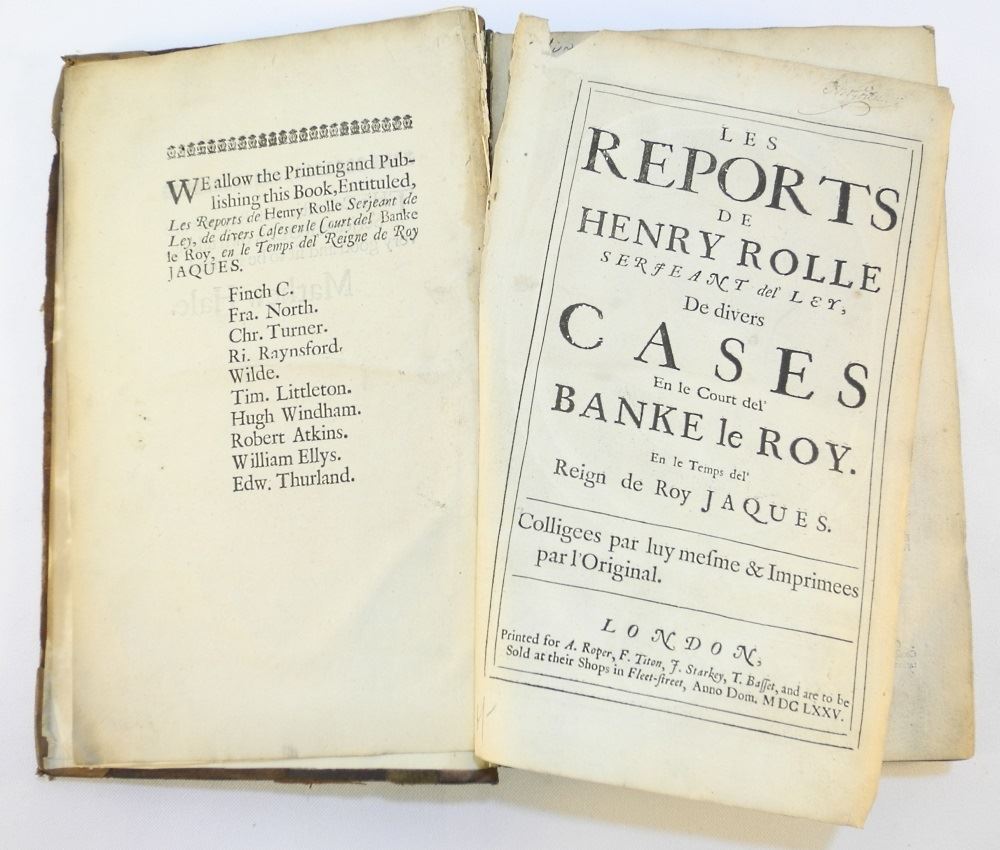 WE allow the Printing and Pub-
lishing this Book, Entituled,
Les Reports de Henry Rolle Serjeant de
Ley, de divers Cases en le Court del Banke
le Roy, en le Temps del' Reigne de Roy
JAQUES.
Finch C.
Fra. North.
Chr. Turner.
Ri. Raynsford.
Wilde.
Tim. Littleton.
Hugh Windham.
Robert Atkins.
William Ellys.
Edw. Thurland.
LES
REPORTS
DE
HENRY ROLLE
SERJEANT del' LEY,
De divers
CASES
En le Court del'
BANKE le ROY.
En le Temps del'
Reign de Roy JAQUES.
Colligees par luy meſme & Imprimees
par l'Original.
LONDON,
Printed for A. Roper, F. Titon, J. Starkey, T. Baſſet, and are to be
Sold at their Shops in Fleet-ſtreet, Anno Dom. MDCLXXV.